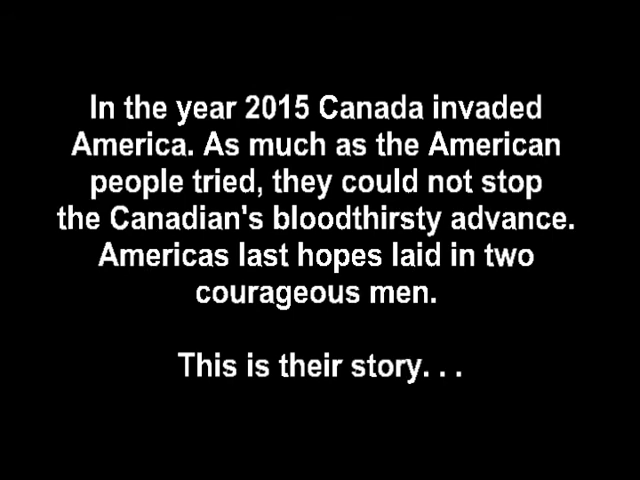 In the year 2015 Canada invaded
America. As much as the American
people tried, they could not stop
the Canadian's bloodthirsty advance.
Americas last hopes laid in two
courageous men.
This is their story. . .